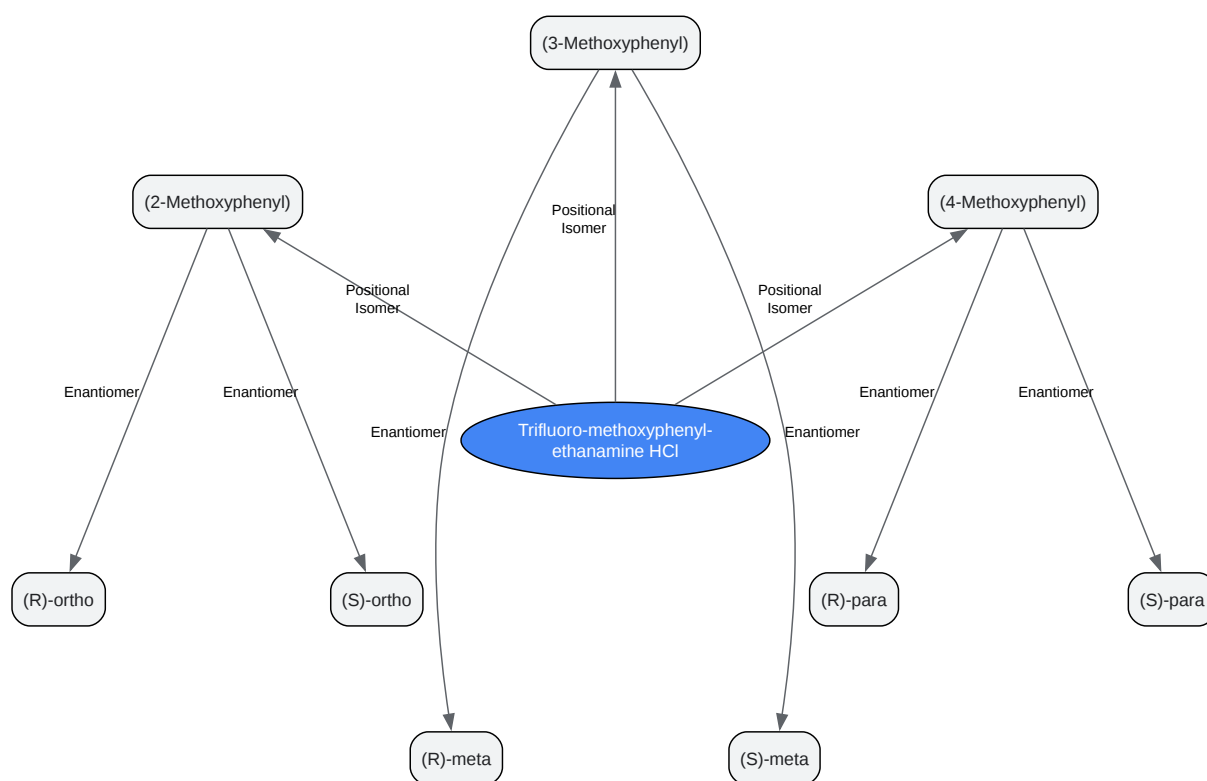 (3-Methoxyphenyl)
(2-Methoxyphenyl)
(4-Methoxyphenyl)
Positional
Isomer
Positional
Isomer
Positional
Isomer
Enantiomer
Enantiomer
Enantiomer
Enantiomer
Enantiomer
Enantiomer
Trifluoro-methoxyphenyl-
ethanamine HCl
(R)-ortho
(S)-ortho
(R)-para
(S)-para
(R)-meta
(S)-meta